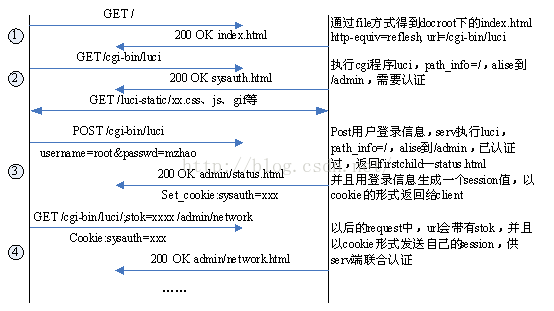 GET /
①
200 OK index.html
通过file方式得到docroot下的index.html
http-equiv=reflesh, url=/cgi-bin/luci
GET/cgi-bin/luci
②
200 OK sysauth.html
执行cgi程序luci，path_info=/，alise到
/admin，需要认证
GET /luci-static/xx.css、js、gif等
POST /cgi-bin/luci
username=root&passwd=mzhao
③
200 OK admin/status.html
Set_cookie:sysauth=xxx
Post用户登录信息，serv执行luci，
path_info=/，alise到/admin，已认证
过，返回firstchild—status.html
并且用登录信息生成一个session值，以
cookie的形式返回给client
http://blog.cs
GET /cgi-bin/luci/;stok=xxxx /admin/network
Cookie:sysauth=xxx
④
200 OK admin/network.html
以后的request中，url会带有stok，并且
以cookie形式发送自己的session，供
serv端联合认证
……